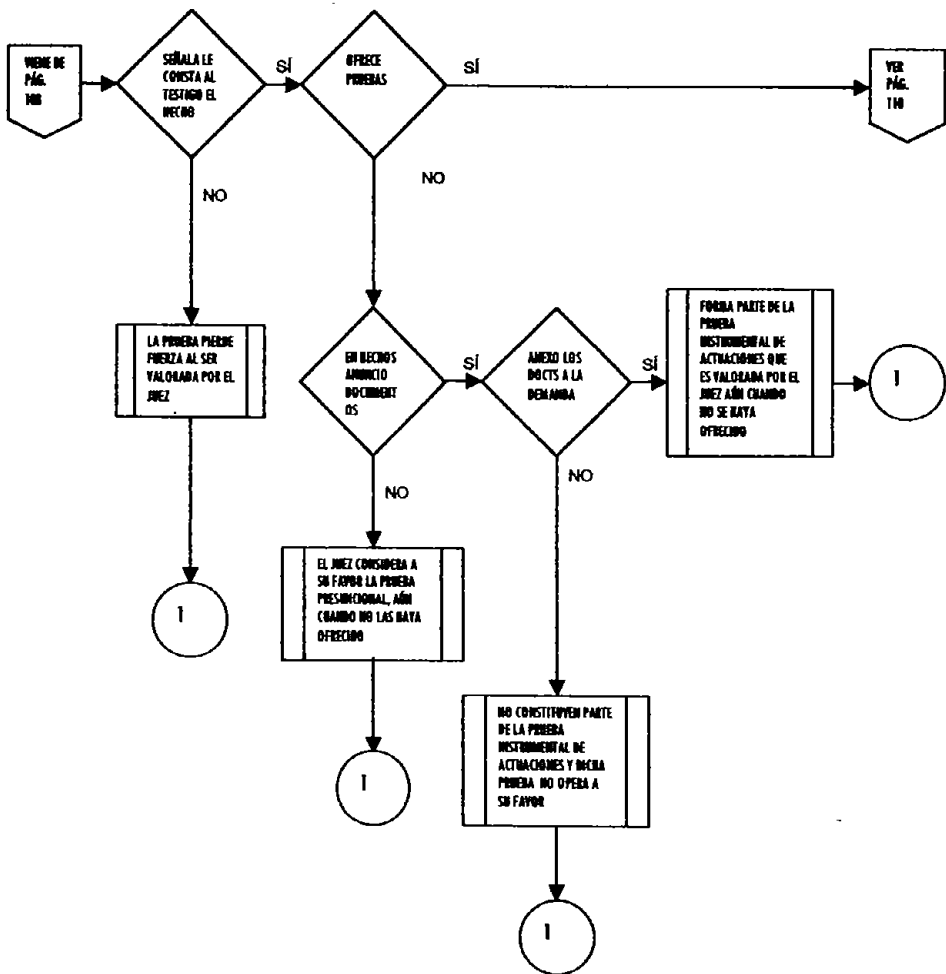 VIENE DE
PÁG.
108
SEÑALA LE
CONSTA AL
TESTIGO EL
HECHO
SÍ
OFRECE
PRUEBAS
SÍ
VER
PÁG.
110
NO
NO
LA PRUEBA PIERDE
FUERZA AL SER
VALORADA POR EL
JUEZ
EN HECHOS
ANUNCIO
DOCUMENT
OS
SÍ
ANEXO LOS
DOCTS A LA
DEMANDA
SÍ
FORMA PARTE DE LA
PRUEBA
INSTRUMENTAL DE
ACTUACIONES QUE
ES VALORADA POR EL
JUEZ AÚN CUANDO
NO SE HAYA
OFRECIDO
1
NO
NO
1
EL JUEZ CONSIDERA A
SU FAVOR LA PRUEBA
PRESUNCIONAL, AÚN
CUANDO NO LAS HAYA
OFRECIDO
NO CONSTITUYEN PARTE
DE LA PRUEBA
INSTRUMENTAL DE
ACTUACIONES Y DICHA
PRUEBA NO OPERA A
SU FAVOR
1
1